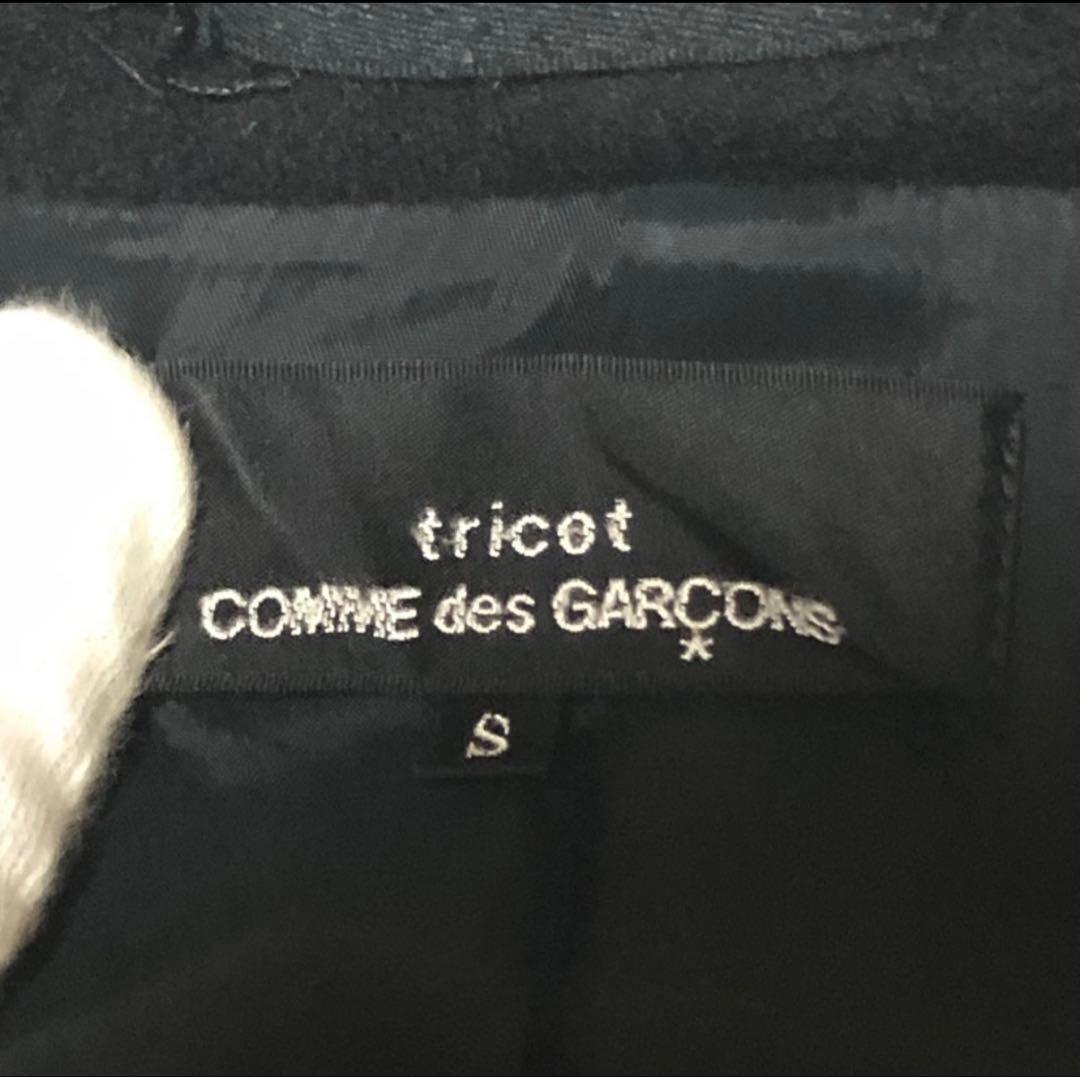 tricot
COMME des GARÇONS
*
S